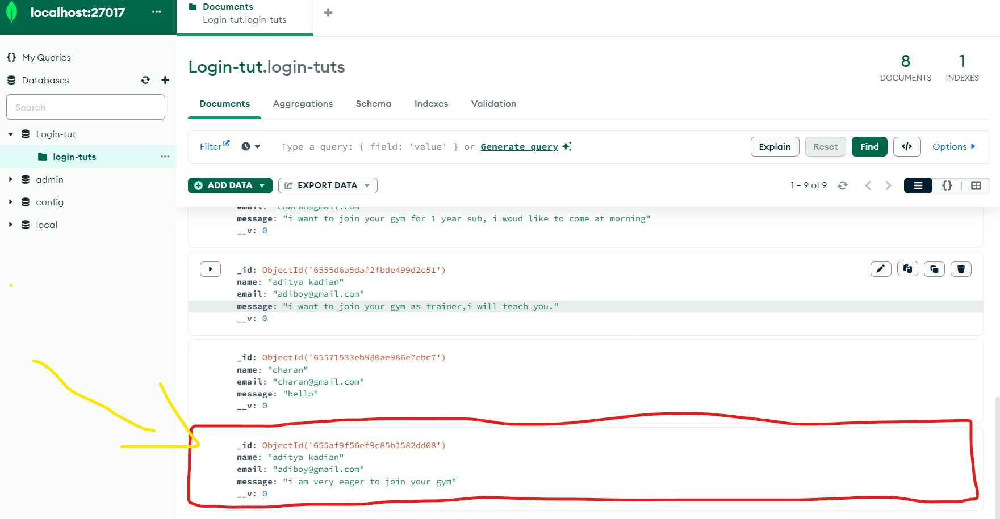 localhost:27017
Documents
Login-tut.login-tuts
My Queries
Databases
Search
Login-tut
login-tuts
admin
config
local
Login-tut.login-tuts
8
DOCUMENTS
1
INDEXES
Documents
Aggregations
Schema
Indexes
Validation
Filter
Type a query: { field: 'value' } or Generate query
Explain
Reset
Find
</>
Options
ADD DATA
EXPORT DATA
1 – 9 of 9
{}
email: "charan@gmail.com"
message: "i want to join your gym for 1 year sub, i woud like to come at morning"
__v: 0
_id: ObjectId('6555d6a5daf2fbde499d2c51')
name: "aditya kadian"
email: "adiboy@gmail.com"
message: "i want to join your gym as trainer,i will teach you."
__v: 0
_id: ObjectId('65571533eb980ae986e7ebc7')
name: "charan"
email: "charan@gmail.com"
message: "hello"
__v: 0
_id: ObjectId('655af9f56ef9c85b1582dd08')
name: "aditya kadian"
email: "adiboy@gmail.com"
message: "i am very eager to join your gym"
__v: 0